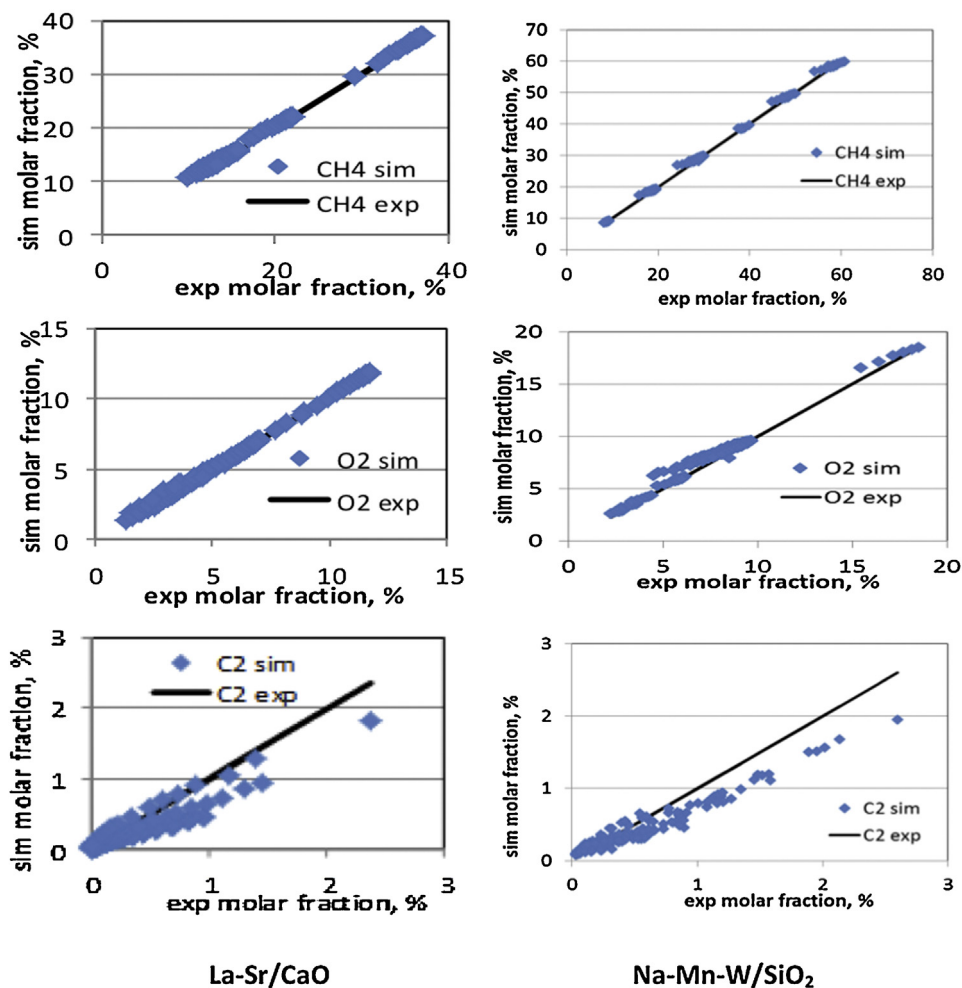 sim molar fraction, %
40
30
20
10
0
0 20 40
CH4 sim
CH4 exp
exp molar fraction, %
sim molar fraction, %
70
60
50
40
30
20
10
0
0 20 40 60 80
CH4 sim
CH4 exp
exp molar fraction, %
sim molar fraction, %
15
10
5
0
0 5 10 15
O2 sim
O2 exp
exp molar fraction, %
sim molar fraction, %
20
15
10
5
0
0 5 10 15 20
O2 sim
O2 exp
exp molar fraction, %
sim molar fraction, %
3
2
1
0
0 1 2 3
C2 sim
C2 exp
exp molar fraction, %
sim molar fraction, %
3
2
1
0
0 1 2 3
C2 sim
C2 exp
exp molar fraction, %
La-Sr/CaO
Na-Mn-W/SiO₂